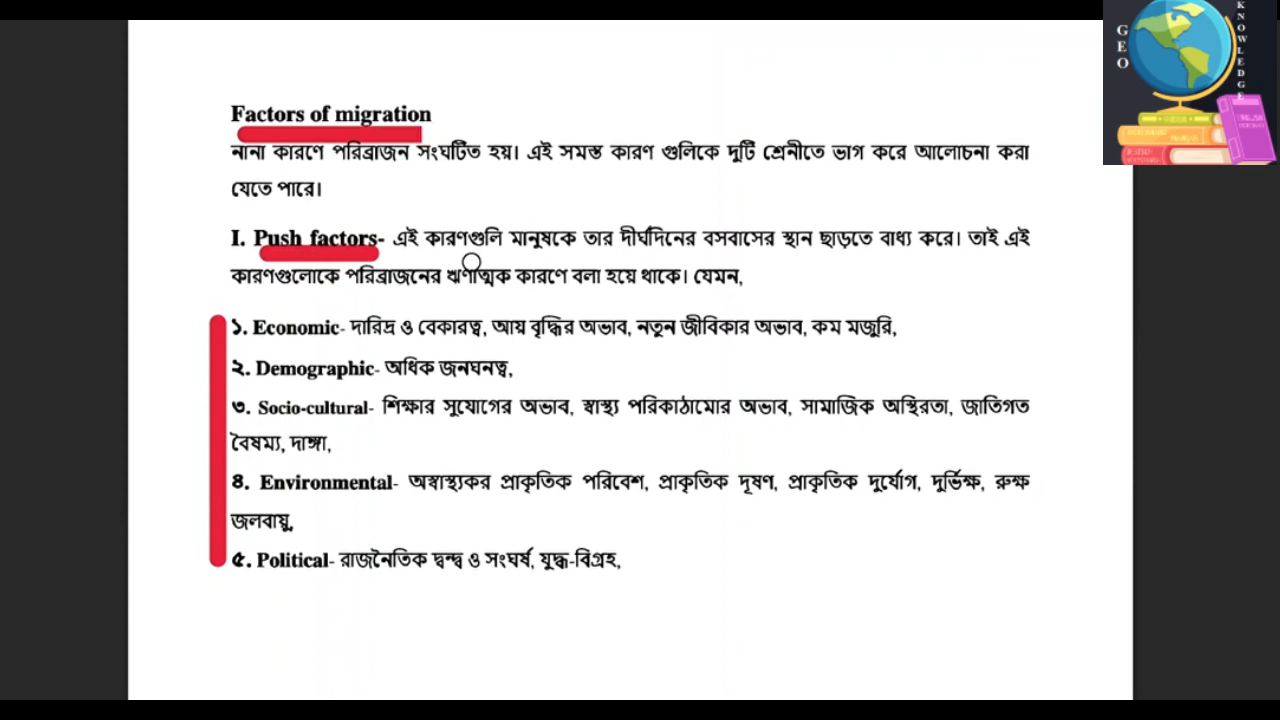 Factors of migration
নানা কারণে পরিব্রাজন সংঘটিত হয়। এই সমস্ত কারণ গুলিকে দুটি শ্রেনীতে ভাগ করে আলোচনা করা
যেতে পারে।
I. Push factors- এই কারণগুলি মানুষকে তার দীর্ঘদিনের বসবাসের স্থান ছাড়তে বাধ্য করে। তাই এই
কারণগুলোকে পরিব্রাজনের ঋণাত্মক কারণে বলা হয়ে থাকে। যেমন,
১. Economic- দারিদ্র ও বেকারত্ব, আয় বৃদ্ধির অভাব, নতুন জীবিকার অভাব, কম মজুরি,
২. Demographic- অধিক জনঘনত্ব,
৩. Socio-cultural- শিক্ষার সুযোগের অভাব, স্বাস্থ্য পরিকাঠামোর অভাব, সামাজিক অস্থিরতা, জাতিগত
বৈষম্য, দাঙ্গা,
৪. Environmental- অস্বাস্থ্যকর প্রাকৃতিক পরিবেশ, প্রাকৃতিক দূষণ, প্রাকৃতিক দুর্যোগ, দুর্ভিক্ষ, রুক্ষ
জলবায়ু,
৫. Political- রাজনৈতিক দ্বন্দ্ব ও সংঘর্ষ, যুদ্ধ-বিগ্রহ,
GEO
KNOWLEDGE